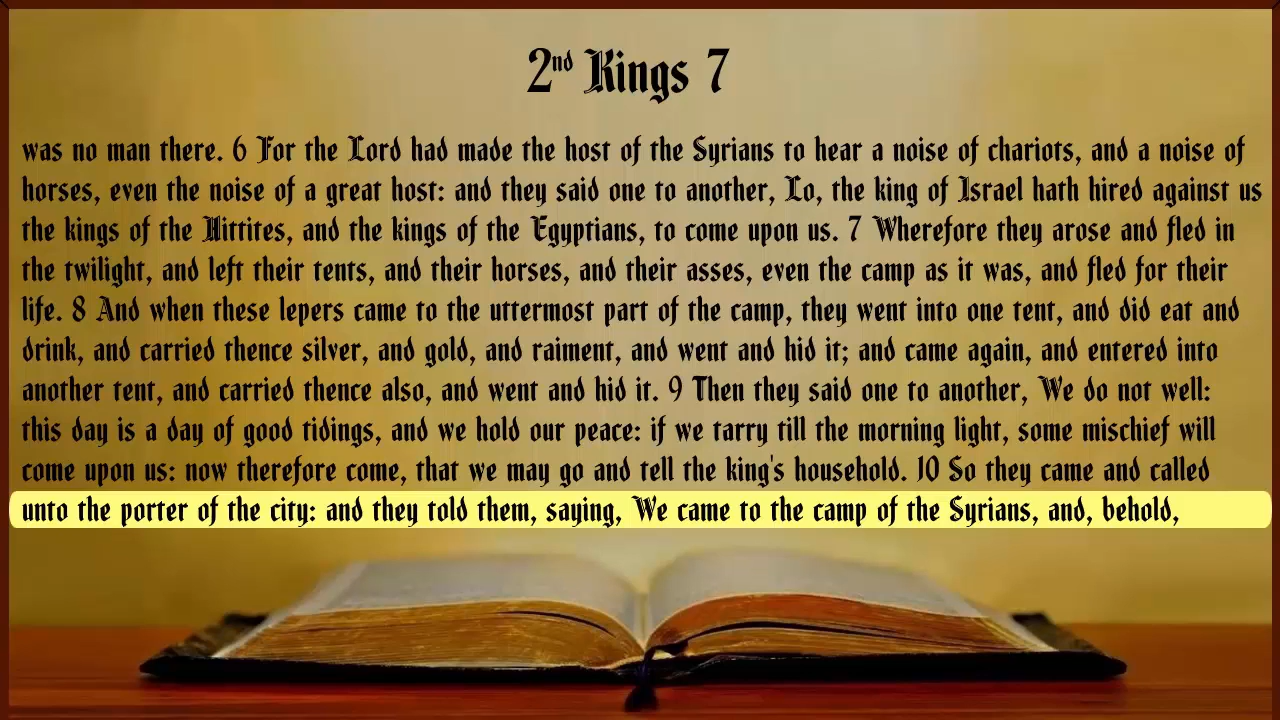 2nd Kings 7
was no man there. 6 For the Lord had made the host of the Syrians to hear a noise of chariots, and a noise of
horses, even the noise of a great host: and they said one to another, Lo, the king of Israel hath hired against us
the kings of the Hittites, and the kings of the Egyptians, to come upon us. 7 Wherefore they arose and fled in
the twilight, and left their tents, and their horses, and their asses, even the camp as it was, and fled for their
life. 8 And when these lepers came to the uttermost part of the camp, they went into one tent, and did eat and
drink, and carried thence silver, and gold, and raiment, and went and hid it; and came again, and entered into
another tent, and carried thence also, and went and hid it. 9 Then they said one to another, We do not well:
this day is a day of good tidings, and we hold our peace: if we tarry till the morning light, some mischief will
come upon us: now therefore come, that we may go and tell the king's household. 10 So they came and called
unto the porter of the city: and they told them, saying, We came to the camp of the Syrians, and, behold,